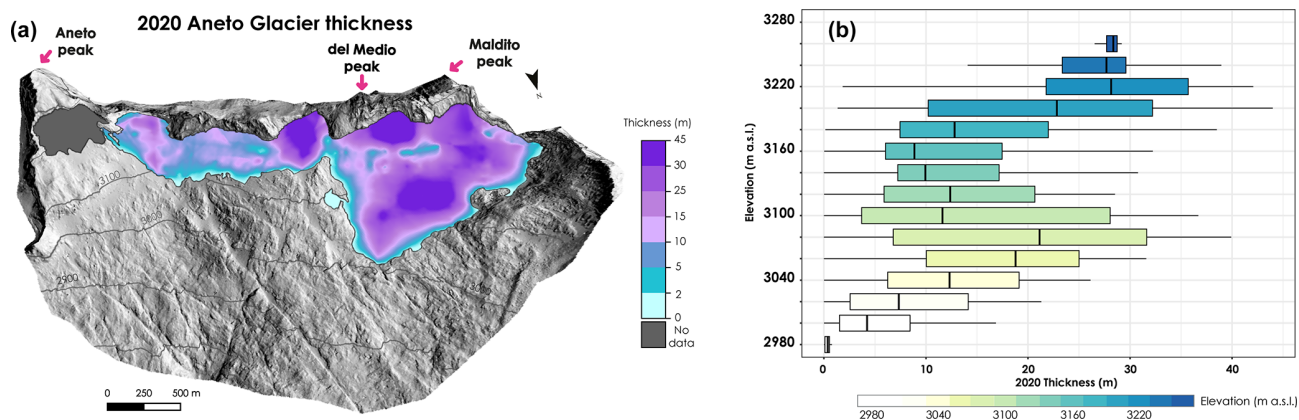 (a)
2020 Aneto Glacier thickness
Aneto
peak
del Medio
peak
Maldito
peak
N
3100
3000
2900
Thickness (m)
45
30
25
15
10
5
2
0
No
data
0 250 500 m
(b)
Elevation (m a.s.l.)
3280
3220
3160
3100
3040
2980
0 10 20 30 40
2020 Thickness (m)
Elevation (m a.s.l.)
2980 3040 3100 3160 3220